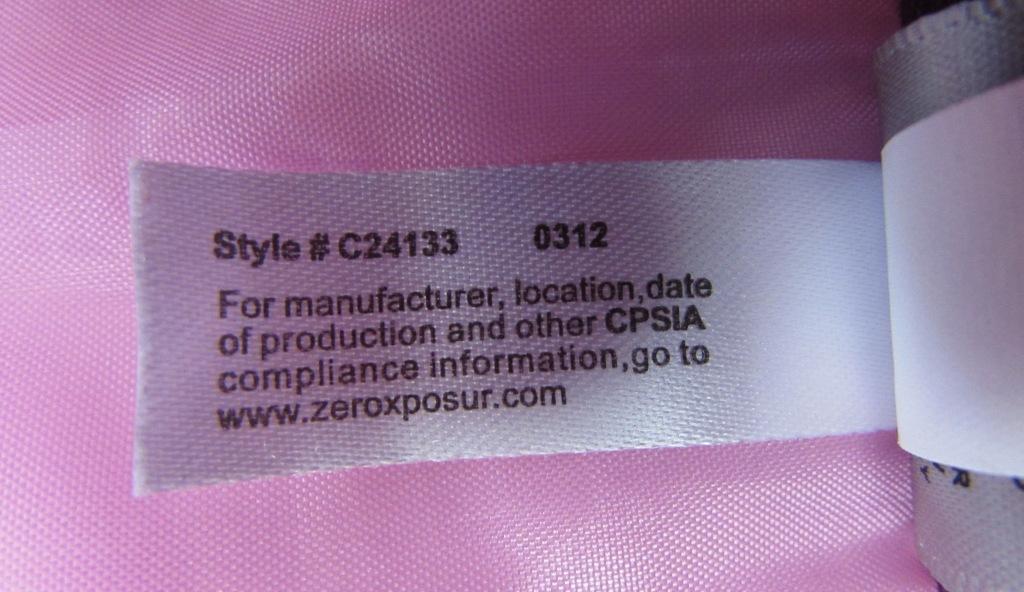 Style # C24133 0312
For manufacturer, location,date
of production and other CPSIA
compliance information,go to
www.zeroxposur.com